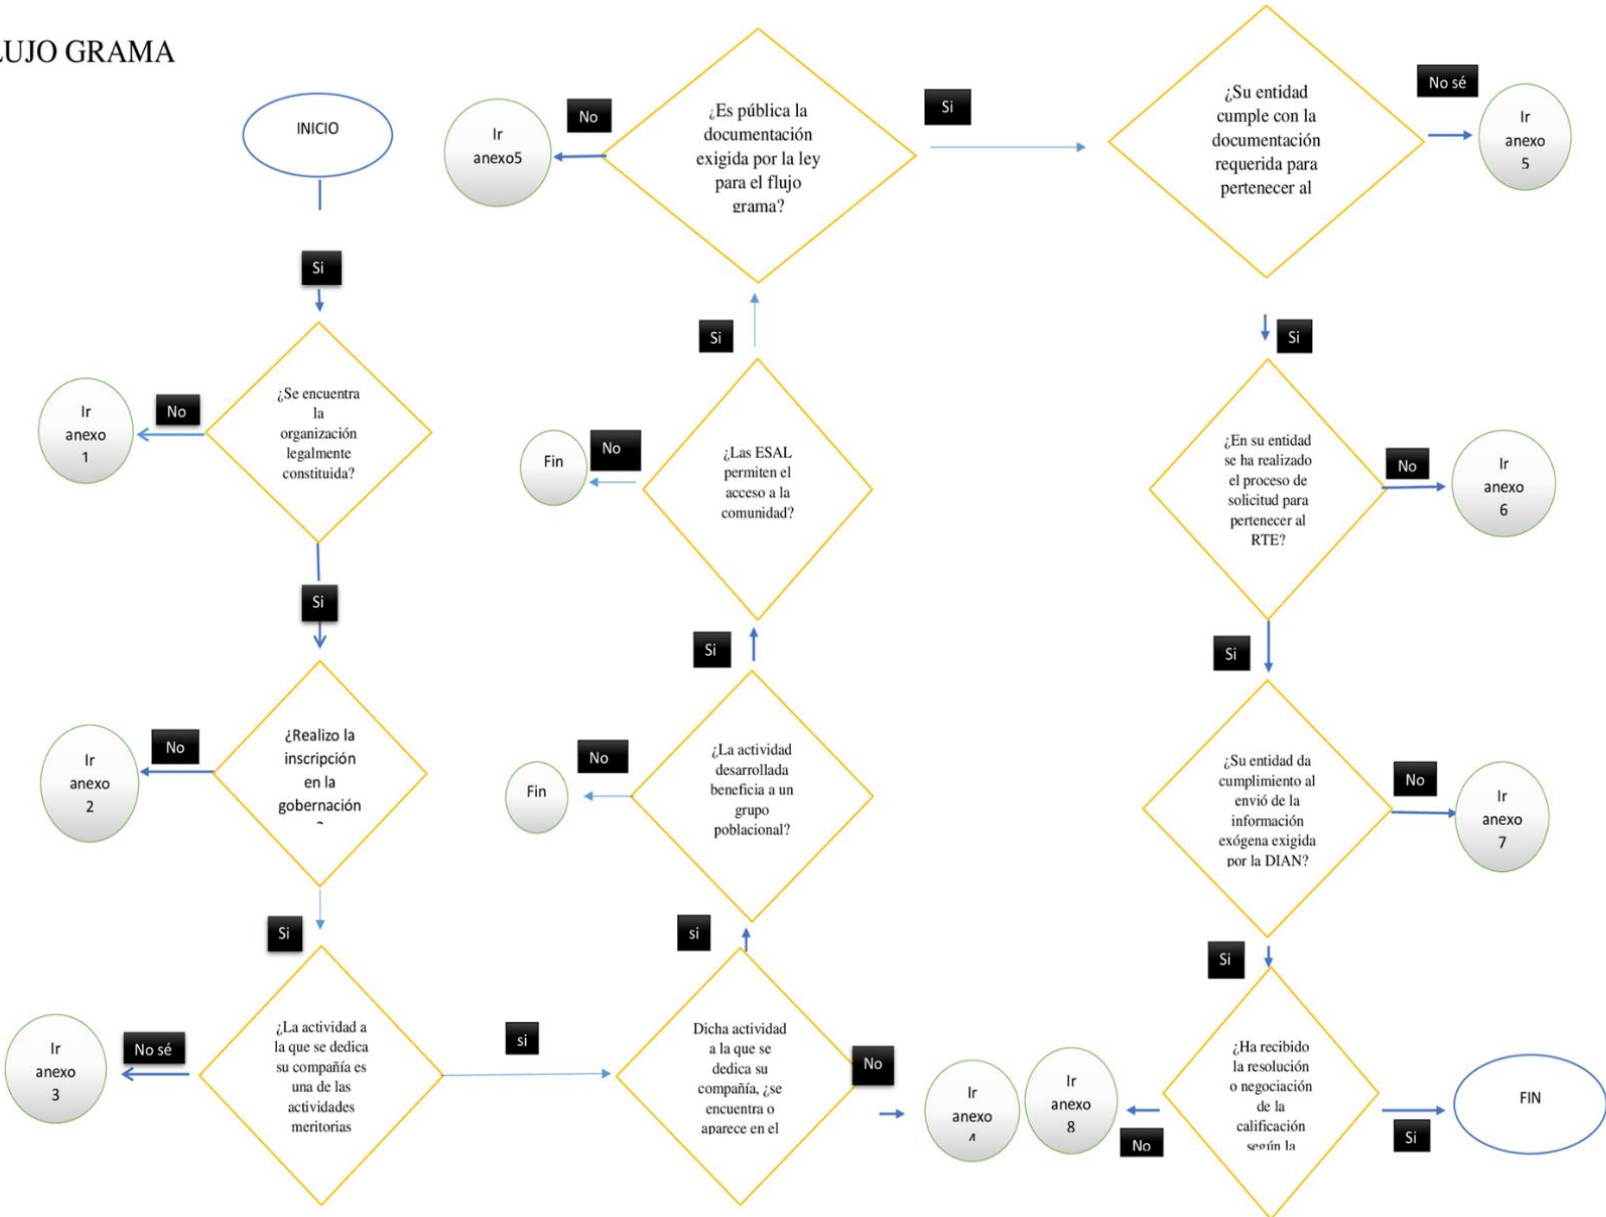 LUJO GRAMA
INICIO
Si
¿Se encuentra
la
organización
legalmente
constituida?
No
Ir
anexo
1
Si
¿Realizo la
inscripción
en la
gobernación
No
Ir
anexo
2
Si
¿La actividad a
la que se dedica
su compañía es
una de las
actividades
meritorias
No sé
Ir
anexo
3
si
Dicha actividad
a la que se
dedica su
compañía, ¿se
encuentra o
aparece en el
No
Ir
anexo
4
si
¿La actividad
desarrollada
beneficia a un
grupo
poblacional?
No
Fin
Si
¿Las ESAL
permiten el
acceso a la
comunidad?
No
Fin
Si
¿Es pública la
documentación
exigida por la ley
para el flujo
grama?
No
Ir
anexo5
Si
¿Su entidad
cumple con la
documentación
requerida para
pertenecer al
No sé
Ir
anexo
5
Si
¿En su entidad
se ha realizado
el proceso de
solicitud para
pertenecer al
RTE?
No
Ir
anexo
6
Si
¿Su entidad da
cumplimiento al
envió de la
información
exógena exigida
por la DIAN?
No
Ir
anexo
7
Si
¿Ha recibido
la resolución
o negociación
de la
calificación
según la
No
Ir
anexo
8
Si
FIN